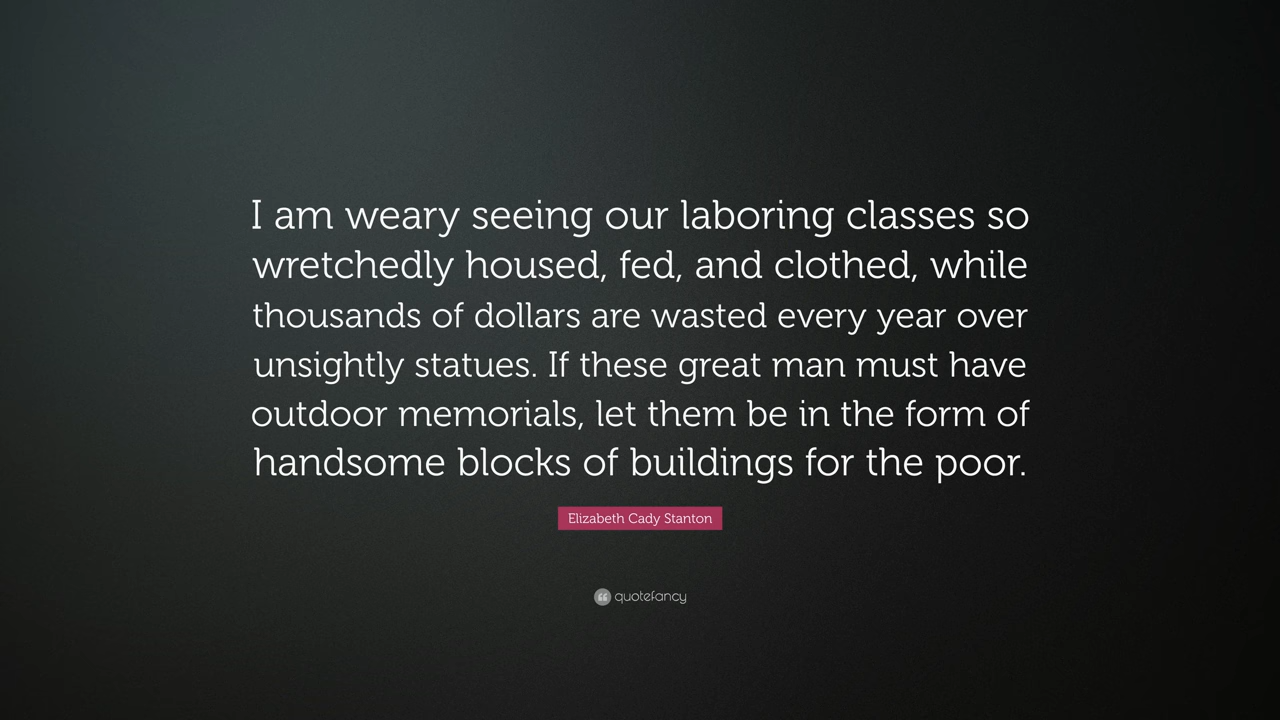 I am weary seeing our laboring classes so
wretchedly housed, fed, and clothed, while
thousands of dollars are wasted every year over
unsightly statues. If these great man must have
outdoor memorials, let them be in the form of
handsome blocks of buildings for the poor.
Elizabeth Cady Stanton
quotefancy